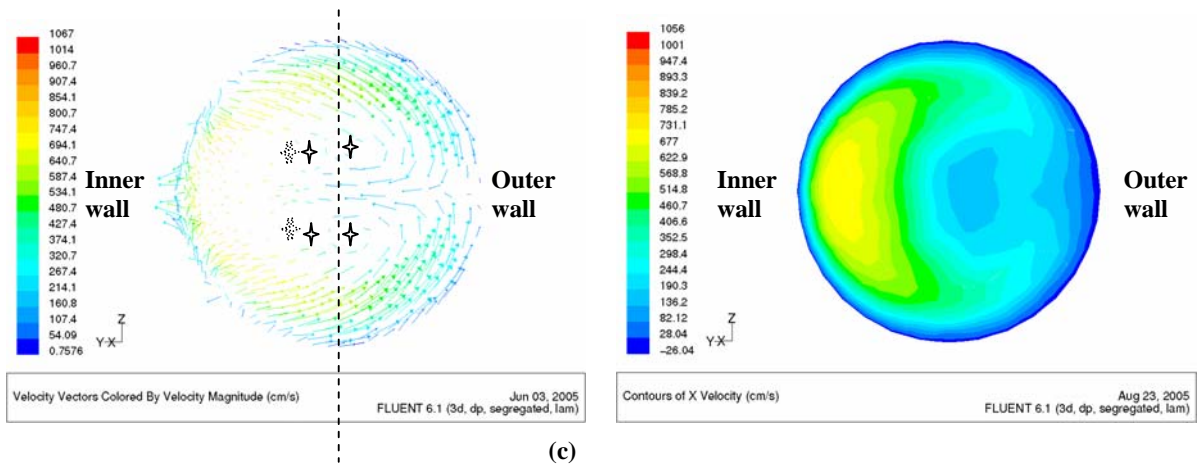 1067
1014
960.7
907.4
854.1
800.7
747.4
694.1
640.7
587.4
534.1
480.7
427.4
374.1
320.7
267.4
214.1
160.8
107.4
54.09
0.7576
Inner
wall
Outer
wall
Z
Y X
Velocity Vectors Colored By Velocity Magnitude (cm/s)
Jun 03, 2005
FLUENT 6.1 (3d, dp, segregated, lam)
1056
1001
947.4
893.3
839.2
785.2
731.1
677
622.9
568.8
514.8
460.7
406.6
352.5
298.4
244.4
190.3
136.2
82.12
28.04
-26.04
Inner
wall
Outer
wall
Z
Y X
Contours of X Velocity (cm/s)
Aug 23, 2005
FLUENT 6.1 (3d, dp, segregated, lam)
(c)